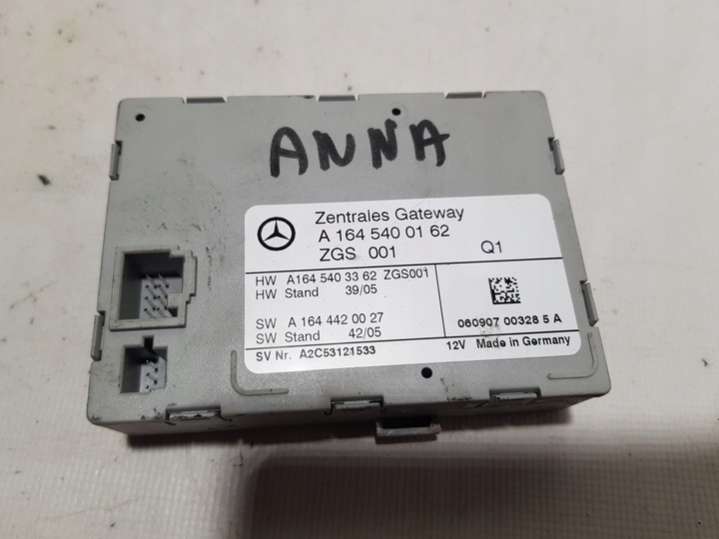 ANNA
Zentrales Gateway
A 164 540 01 62
ZGS 001 Q1
HW A164 540 33 62 ZGS001
HW Stand 39/05
SW A 164 442 00 27
SW Stand 42/05
060907 00328 5 A
SV Nr. A2C53121533
12V Made in Germany